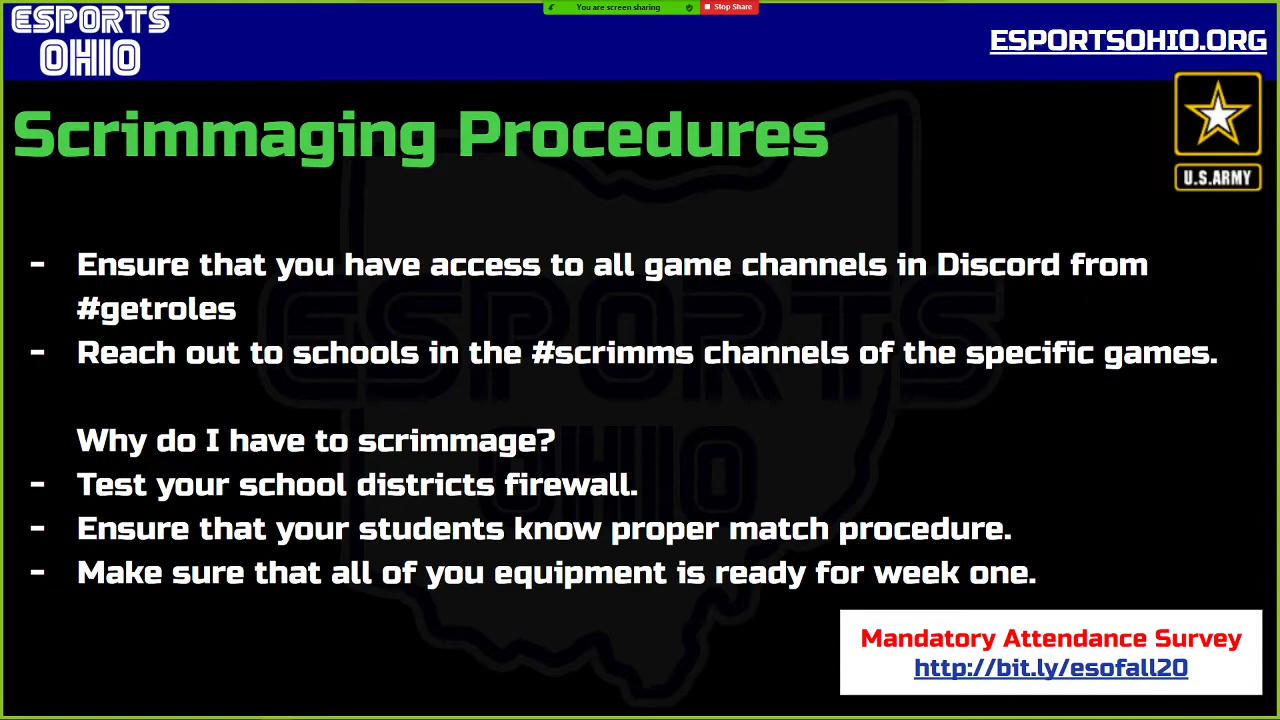 ESPORTS
OHIO
You are screen sharing
Stop Share
ESPORTSOHIO.ORG
U.S.ARMY
Scrimmaging Procedures
ESPORTS
OHIO
- Ensure that you have access to all game channels in Discord from
#getroles
- Reach out to schools in the #scrimms channels of the specific games.
Why do I have to scrimmage?
- Test your school districts firewall.
- Ensure that your students know proper match procedure.
- Make sure that all of you equipment is ready for week one.
Mandatory Attendance Survey
http://bit.ly/esofall20